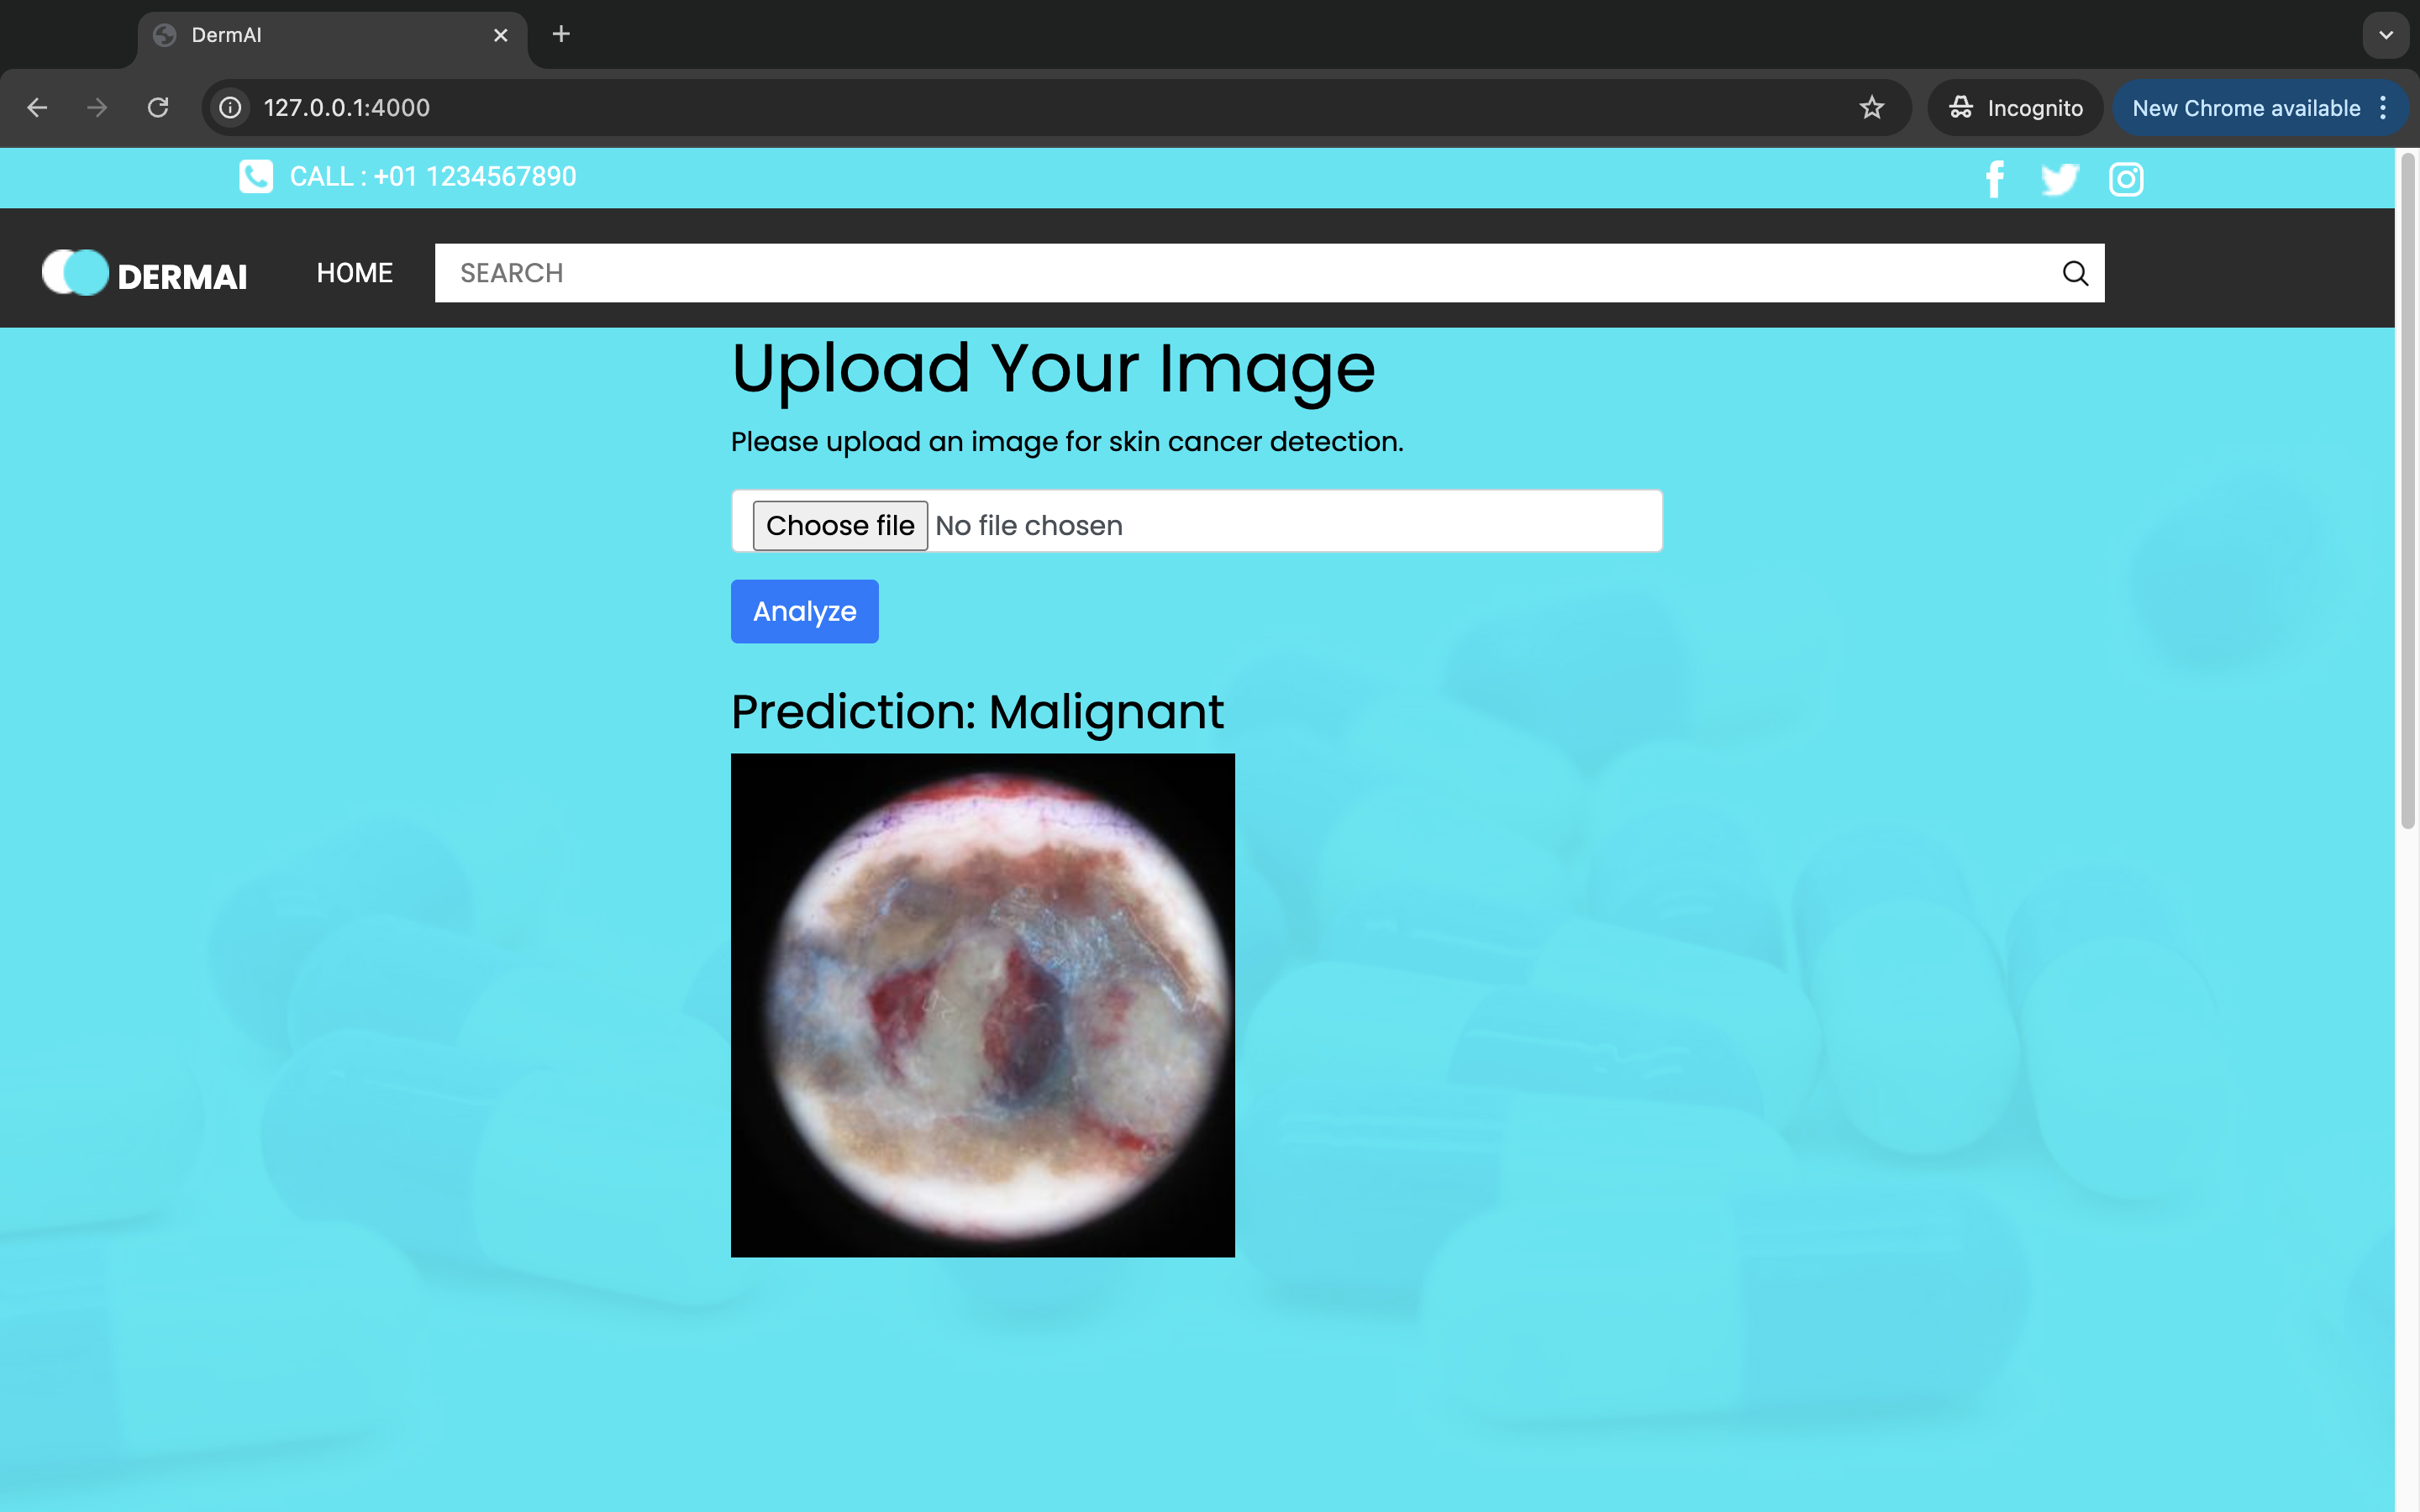 DermAI
127.0.0.1:4000
Incognito
New Chrome available
CALL : +01 1234567890
DERMAI
HOME
SEARCH
Upload Your Image
Please upload an image for skin cancer detection.
Choose file No file chosen
Analyze
Prediction: Malignant